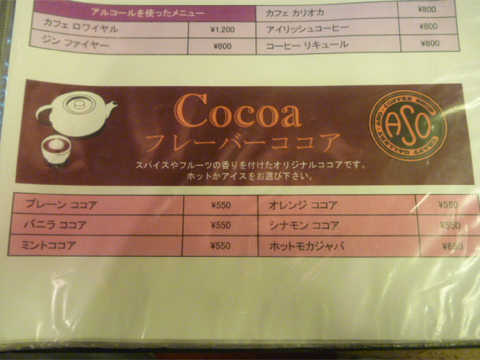 アルコールを使ったメニュー
カフェ ロワイヤル ¥1,200
ジン ファイヤー ¥800
カフェ カリオカ ¥800
アイリッシュコーヒー ¥800
コーヒー リキュール ¥600
Cocoa
フレーバーココア
スパイスやフルーツの香りを付けたオリジナルココアです。
ホットかアイスをお選び下さい。
COFFEE SHOP
ASO
プレーン ココア ¥550
バニラ ココア ¥550
ミントココア ¥550
オレンジ ココア ¥550
シナモン ココア ¥550
ホットモカジャバ ¥650